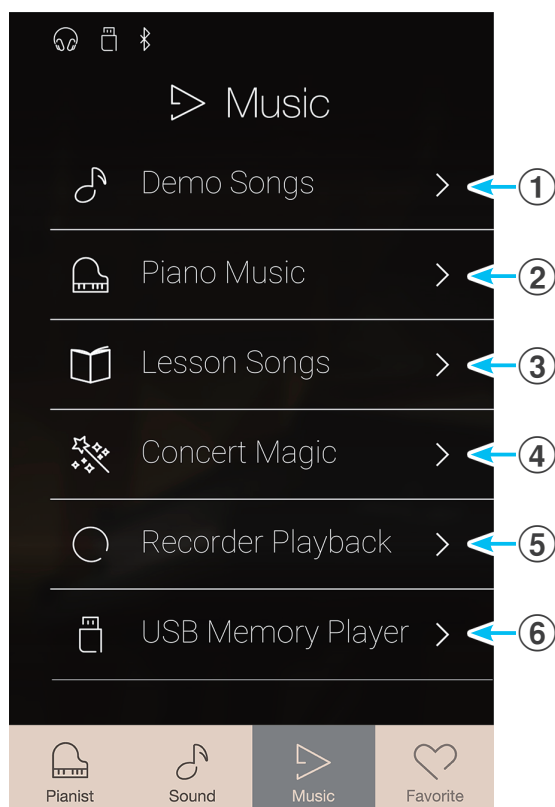 Music
Demo Songs
1
Piano Music
2
Lesson Songs
3
Concert Magic
4
Recorder Playback
5
USB Memory Player
6
Pianist
Sound
Music
Favorite